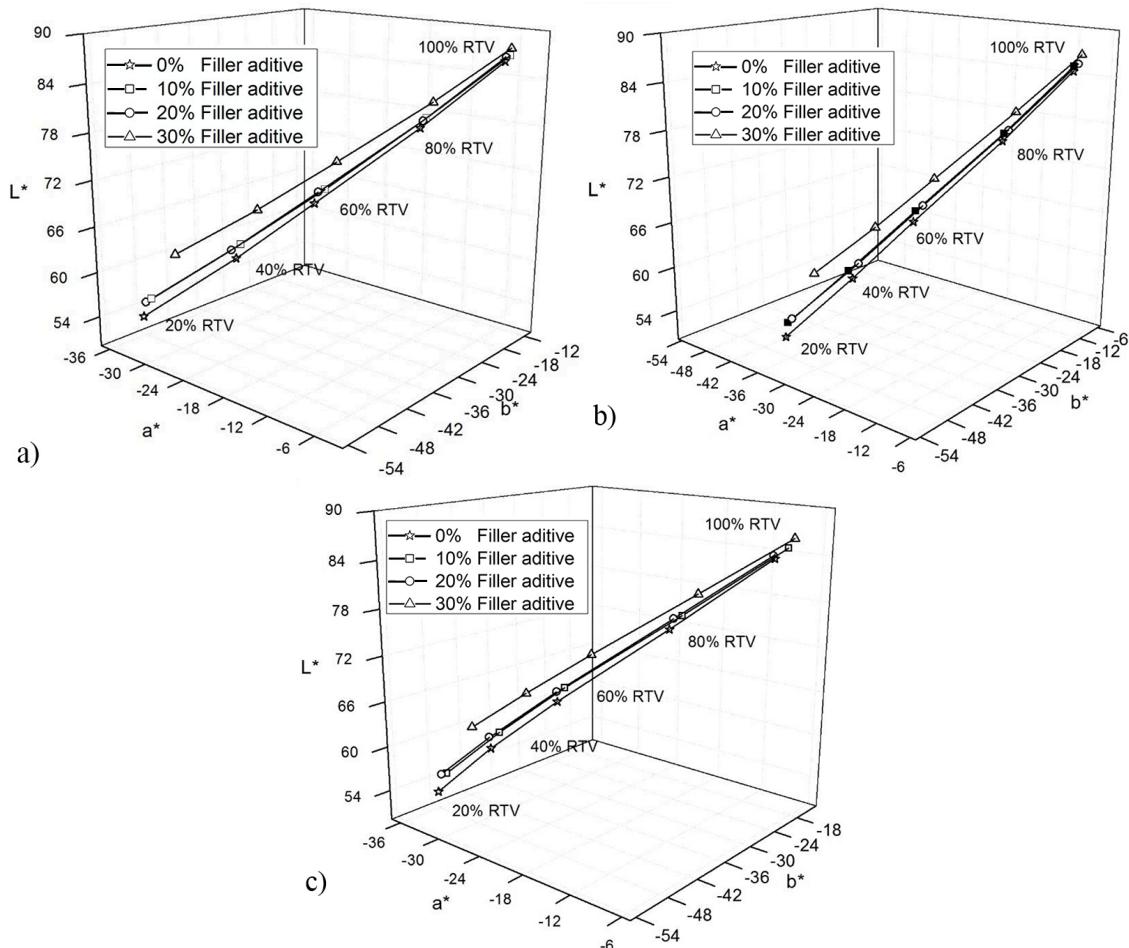 90
84
78
72
66
60
54
L*
0% Filler aditive
10% Filler aditive
20% Filler aditive
30% Filler aditive
100% RTV
80% RTV
60% RTV
40% RTV
20% RTV
-36
-30
-24
-18
-12
-6
a*
-12
-18
-24
-30
-36
-42
-48
-54
b*
a)
90
84
78
72
66
60
54
L*
0% Filler aditive
10% Filler aditive
20% Filler aditive
30% Filler aditive
100% RTV
80% RTV
60% RTV
40% RTV
20% RTV
-54
-48
-42
-36
-30
-24
-18
-12
-6
a*
-6
-12
-18
-24
-30
-36
-42
-48
-54
b*
b)
90
84
78
72
66
60
54
L*
0% Filler aditive
10% Filler aditive
20% Filler aditive
30% Filler aditive
100% RTV
80% RTV
60% RTV
40% RTV
20% RTV
-36
-30
-24
-18
-12
-6
a*
-18
-24
-30
-36
-42
-48
-54
b*
c)